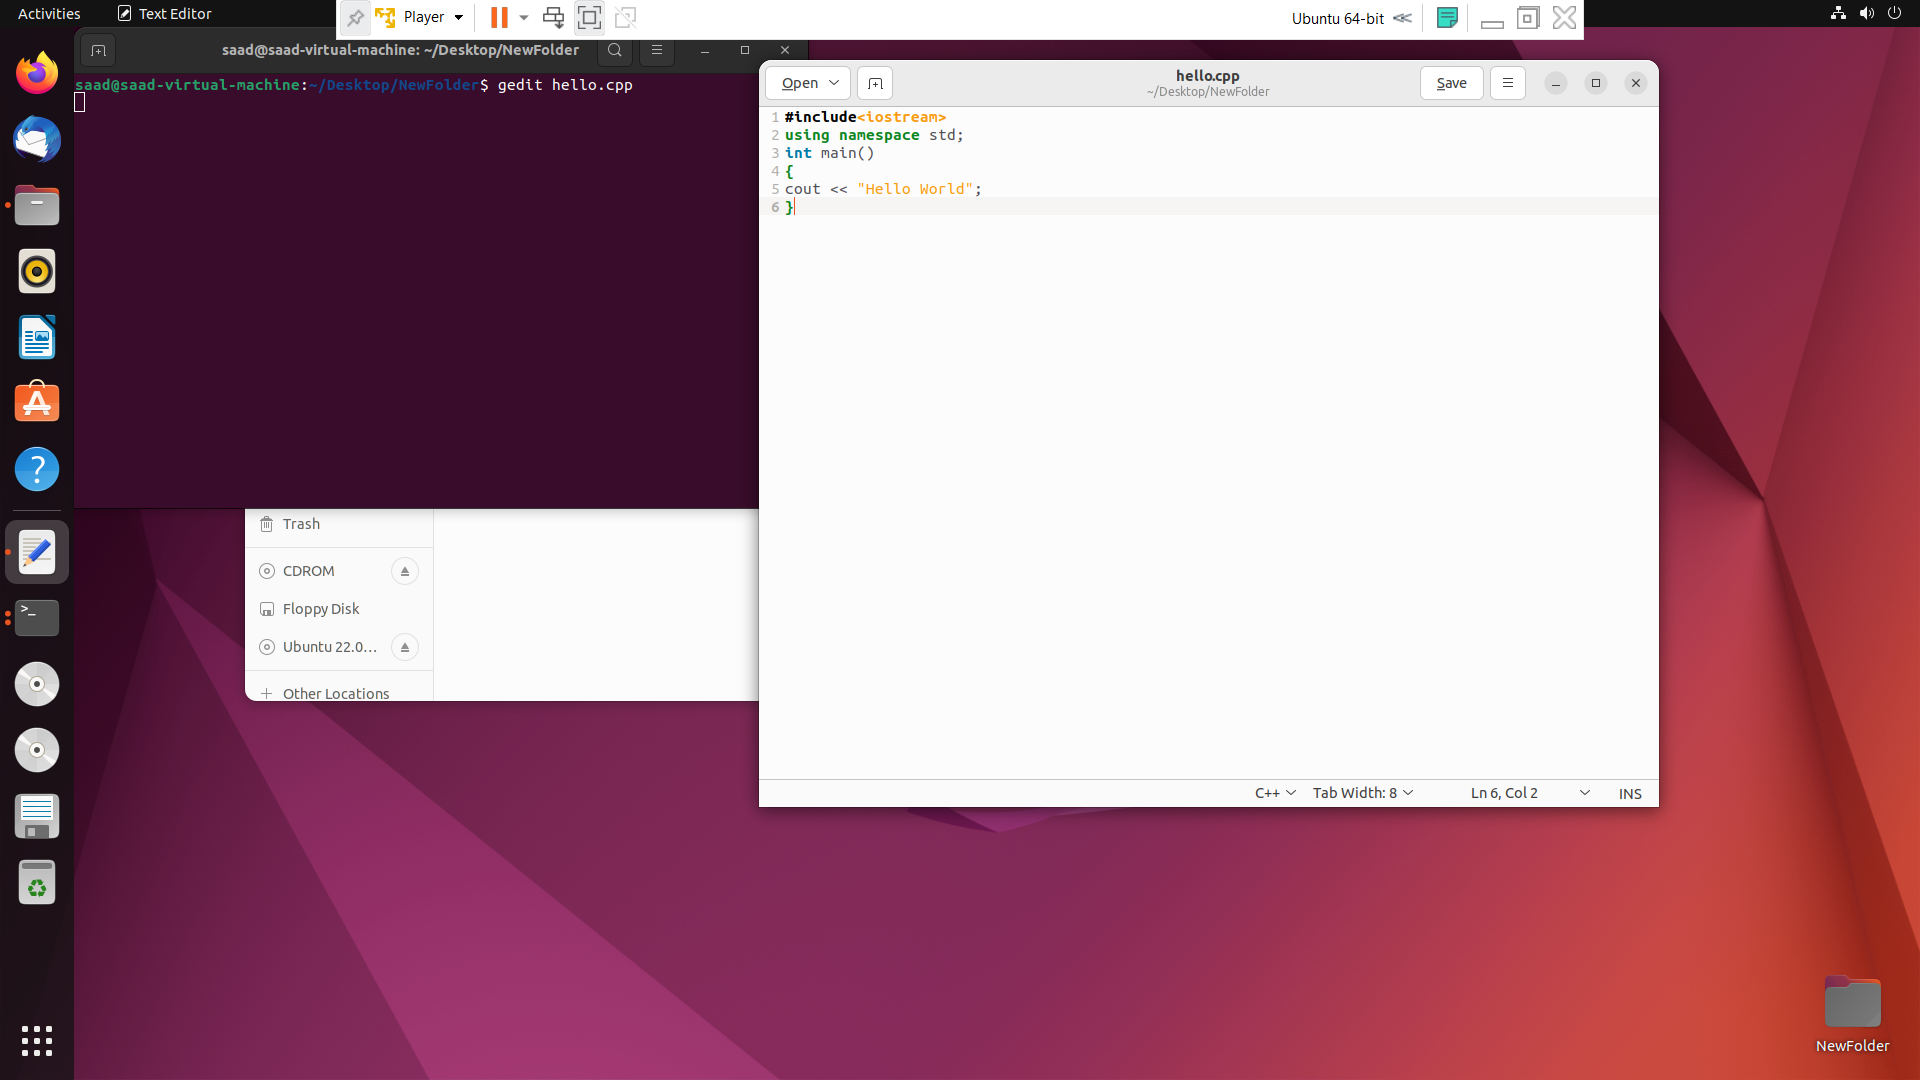 Activities
Text Editor
Player
Ubuntu 64-bit
saad@saad-virtual-machine: ~/Desktop/NewFolder
saad@saad-virtual-machine:~/Desktop/NewFolder$ gedit hello.cpp
Open
hello.cpp
~/Desktop/NewFolder
Save
1 #include<iostream>
2 using namespace std;
3 int main()
4 {
5 cout << "Hello World";
6 }
Trash
CDROM
Floppy Disk
Ubuntu 22.0…
Other Locations
C++
Tab Width: 8
Ln 6, Col 2
INS
NewFolder